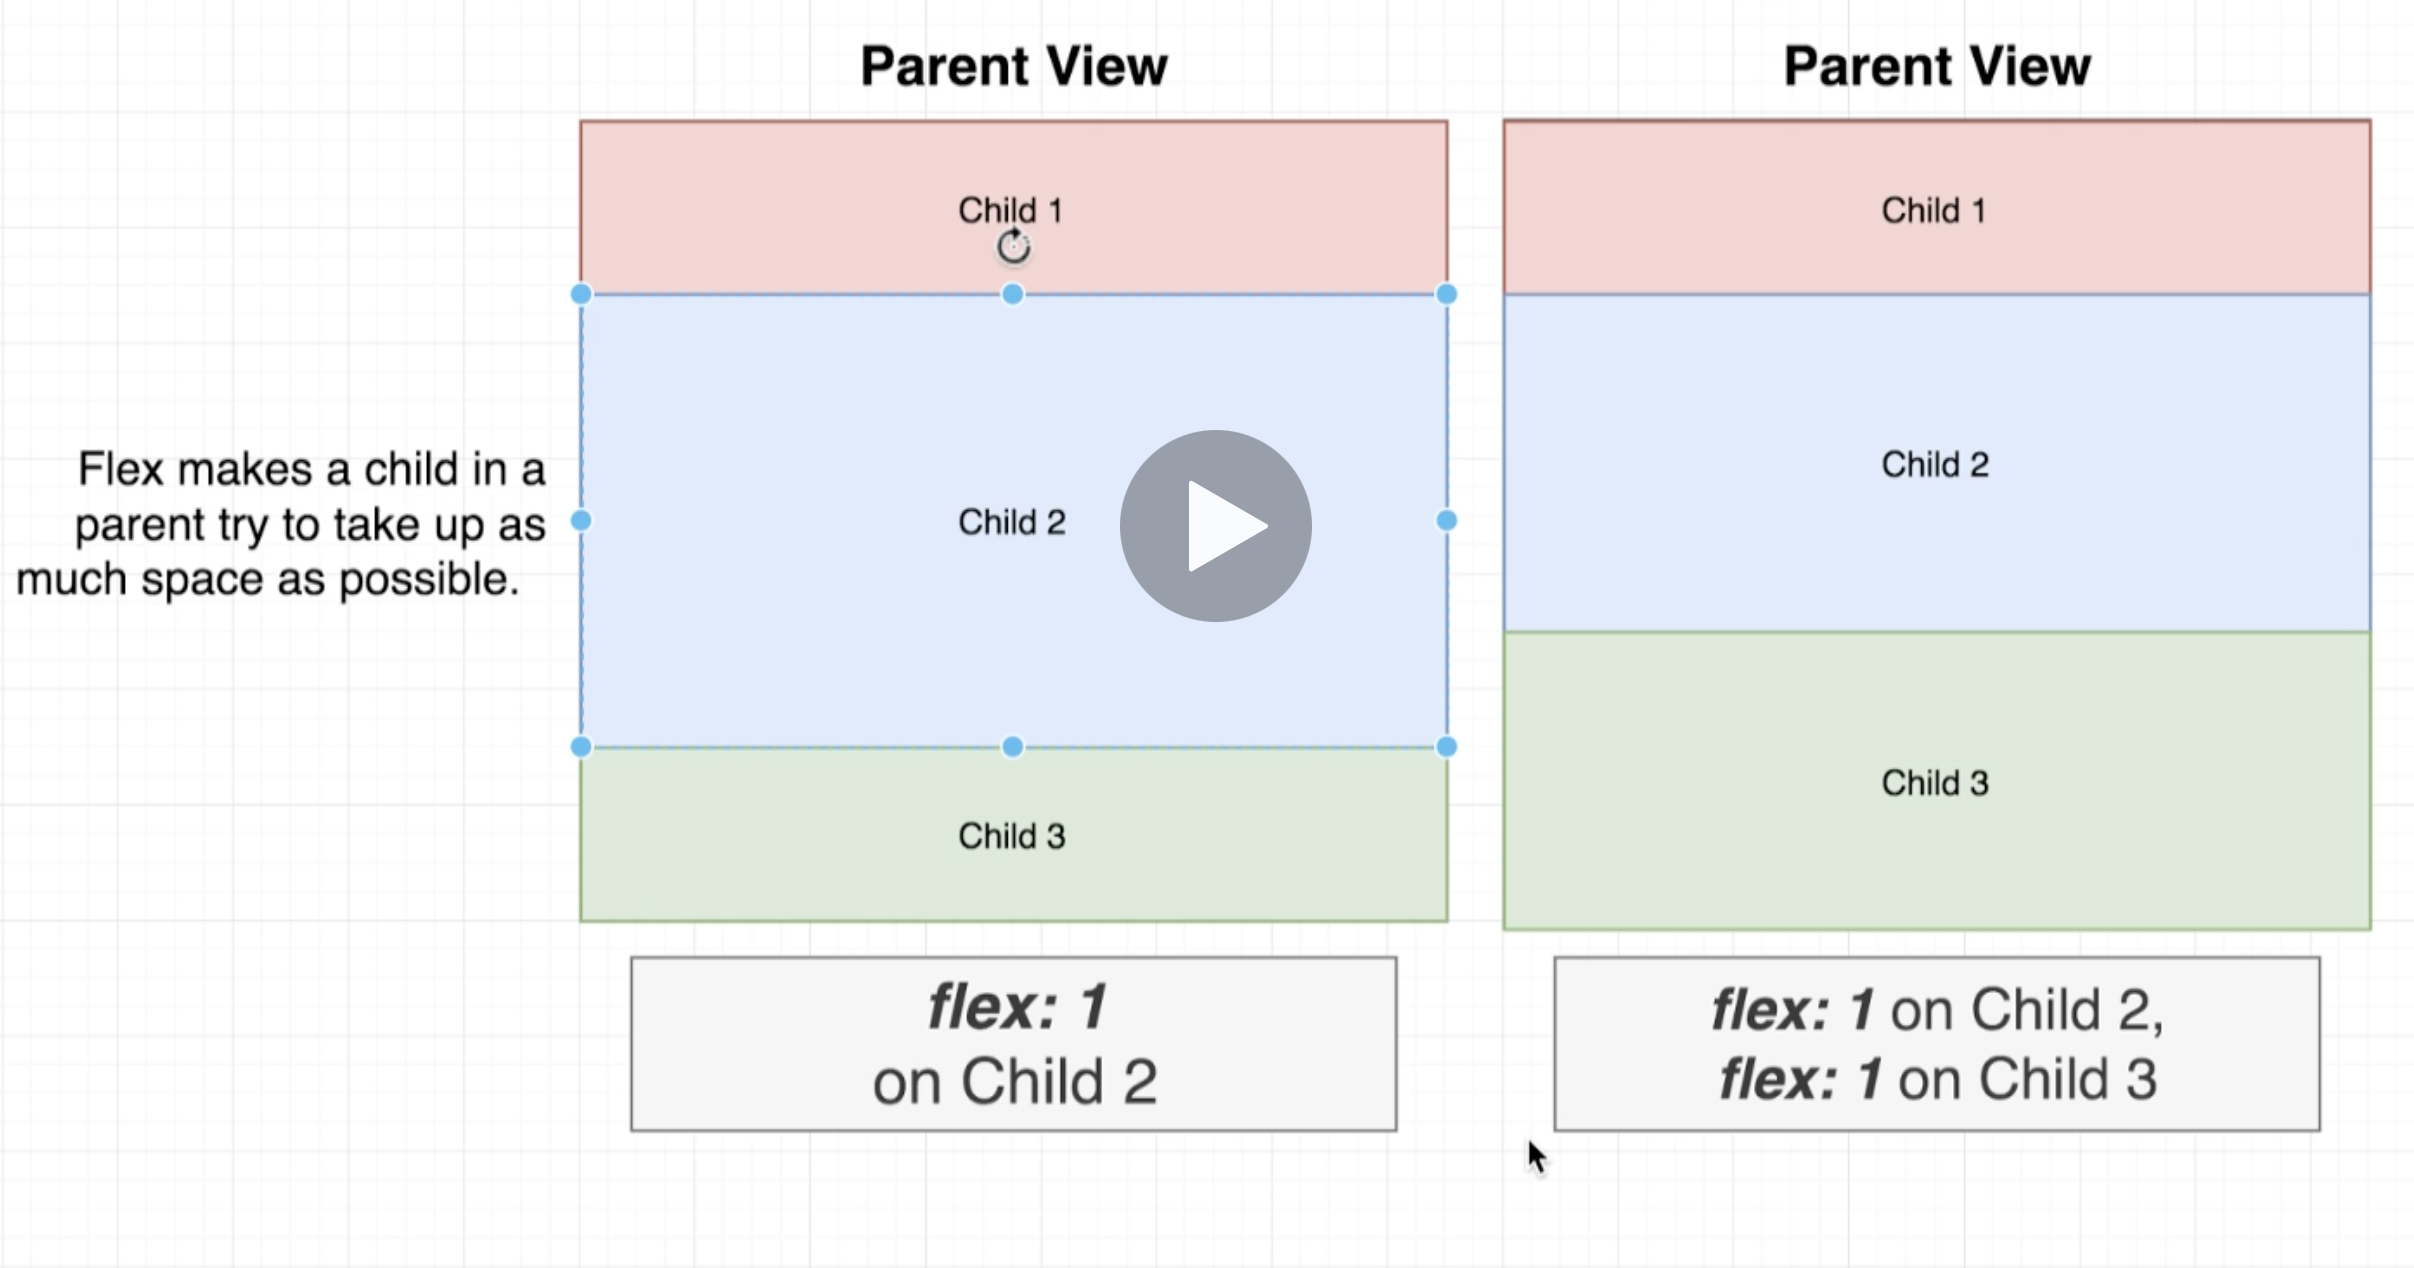 Flex makes a child in a
parent try to take up as
much space as possible.
Parent View
Child 1
Child 2
Child 3
flex: 1
on Child 2
Parent View
Child 1
Child 2
Child 3
flex: 1 on Child 2,
flex: 1 on Child 3